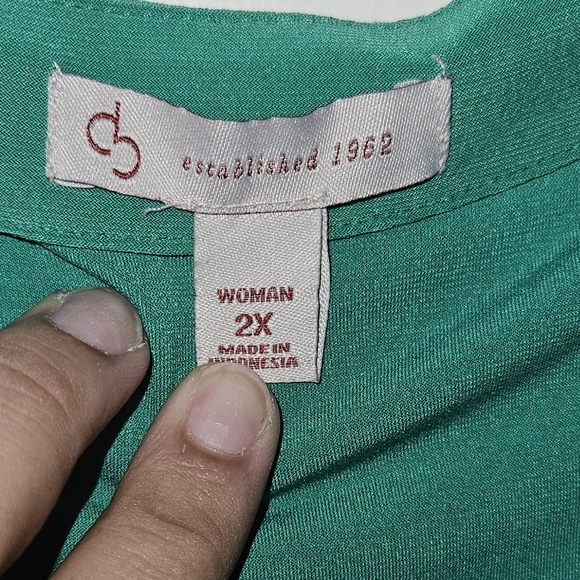 established 1962
WOMAN
2X
MADE IN
INDONESIA